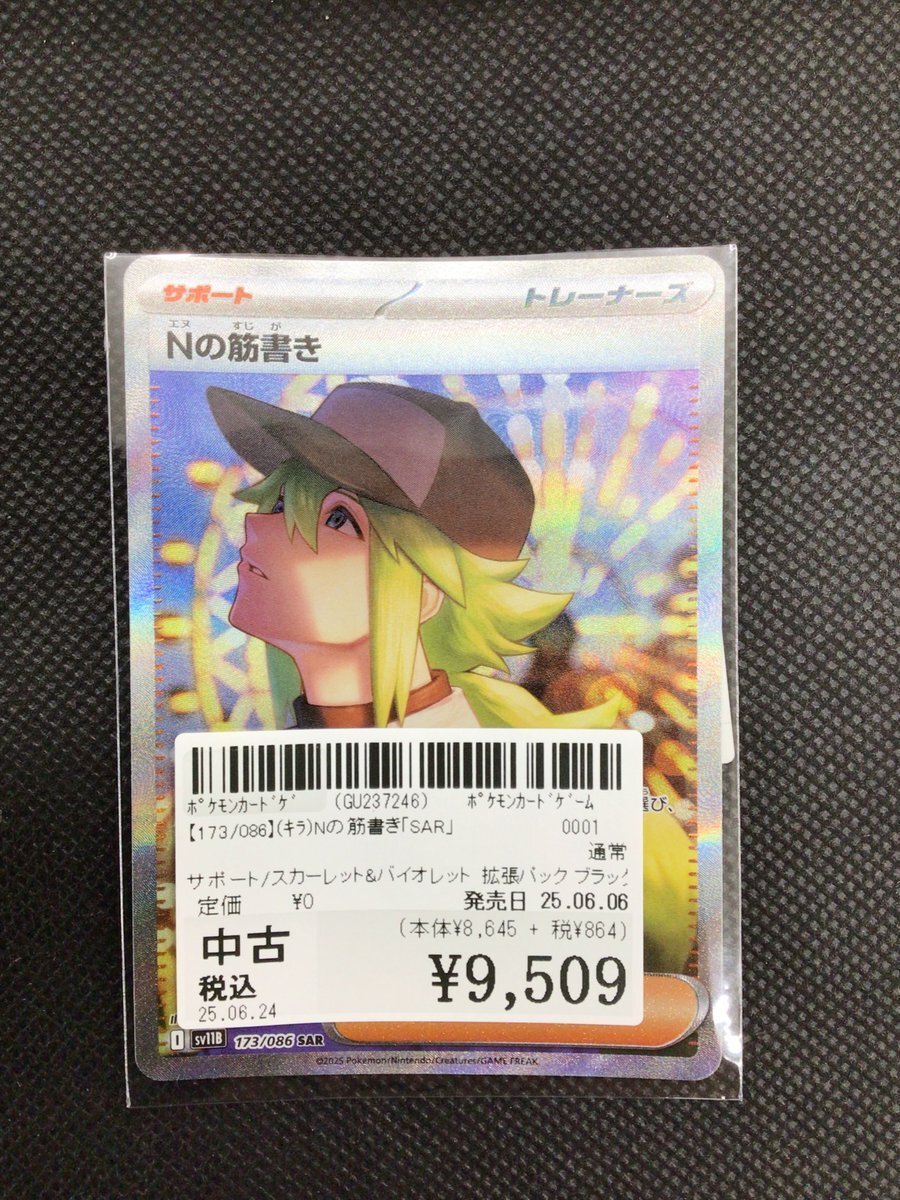 サポート トレーナーズ
エヌ すじ が
Nの筋書き
選び、
ポケモンカードゲ (GU237246) ポケモンカードゲーム
【173/086】(キラ)Nの筋書き「SAR」 0001
通常
サポート/スカーレット&バイオレット 拡張パック ブラック
定価 ¥0 発売日 25.06.06
中古 (本体¥8,645 + 税¥864)
税込 ¥9,509
25.06.24
I sv11B 173/086 SAR
©2025 Pokémon/Nintendo/Creatures/GAME FREAK